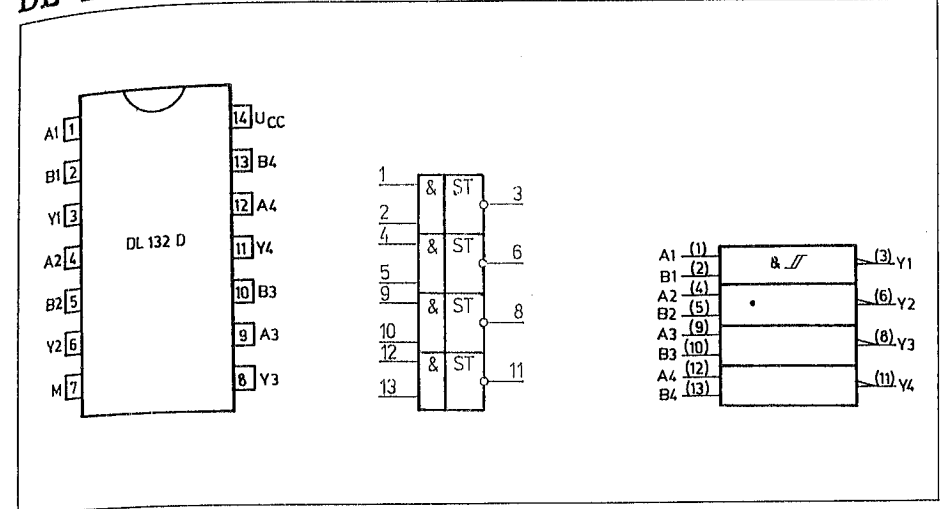 DL
A1 1
B1 2
Y1 3
A2 4
B2 5
Y2 6
M 7
DL 132 D
14 UCC
13 B4
12 A4
11 Y4
10 B3
9 A3
8 Y3
1 & ST 3
2
4 & ST 6
5
9 & ST 8
10
12 & ST 11
13
A1 (1) & (3) Y1
B1 (2)
A2 (4) (6) Y2
B2 (5)
A3 (9) (8) Y3
B3 (10)
A4 (12) (11) Y4
B4 (13)